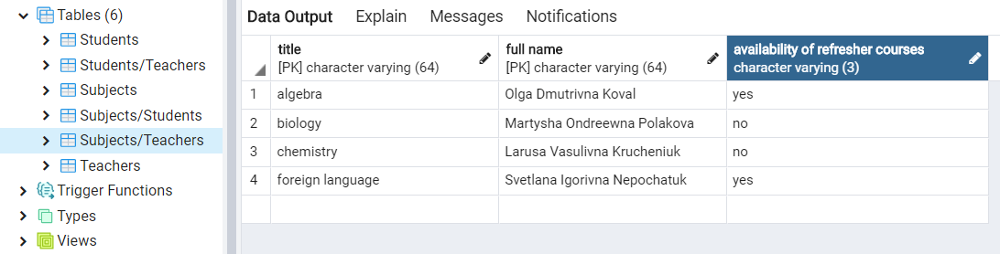 Tables (6)
Students
Students/Teachers
Subjects
Subjects/Students
Subjects/Teachers
Teachers
Trigger Functions
Types
Views
Data Output Explain Messages Notifications
title full name availability of refresher courses
[PK] character varying (64) [PK] character varying (64) character varying (3)
1 algebra Olga Dmutrivna Koval yes
2 biology Martysha Ondreewna Polakova no
3 chemistry Larusa Vasulivna Krucheniuk no
4 foreign language Svetlana Igorivna Nepochatuk yes